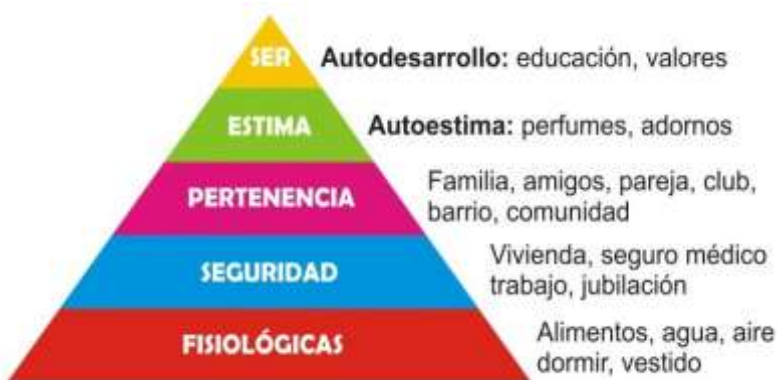 SER
Autodesarrollo: educación, valores
ESTIMA
Autoestima: perfumes, adornos
PERTENENCIA
Familia, amigos, pareja, club,
barrio, comunidad
SEGURIDAD
Vivienda, seguro médico
trabajo, jubilación
FISIOLÓGICAS
Alimentos, agua, aire
dormir, vestido